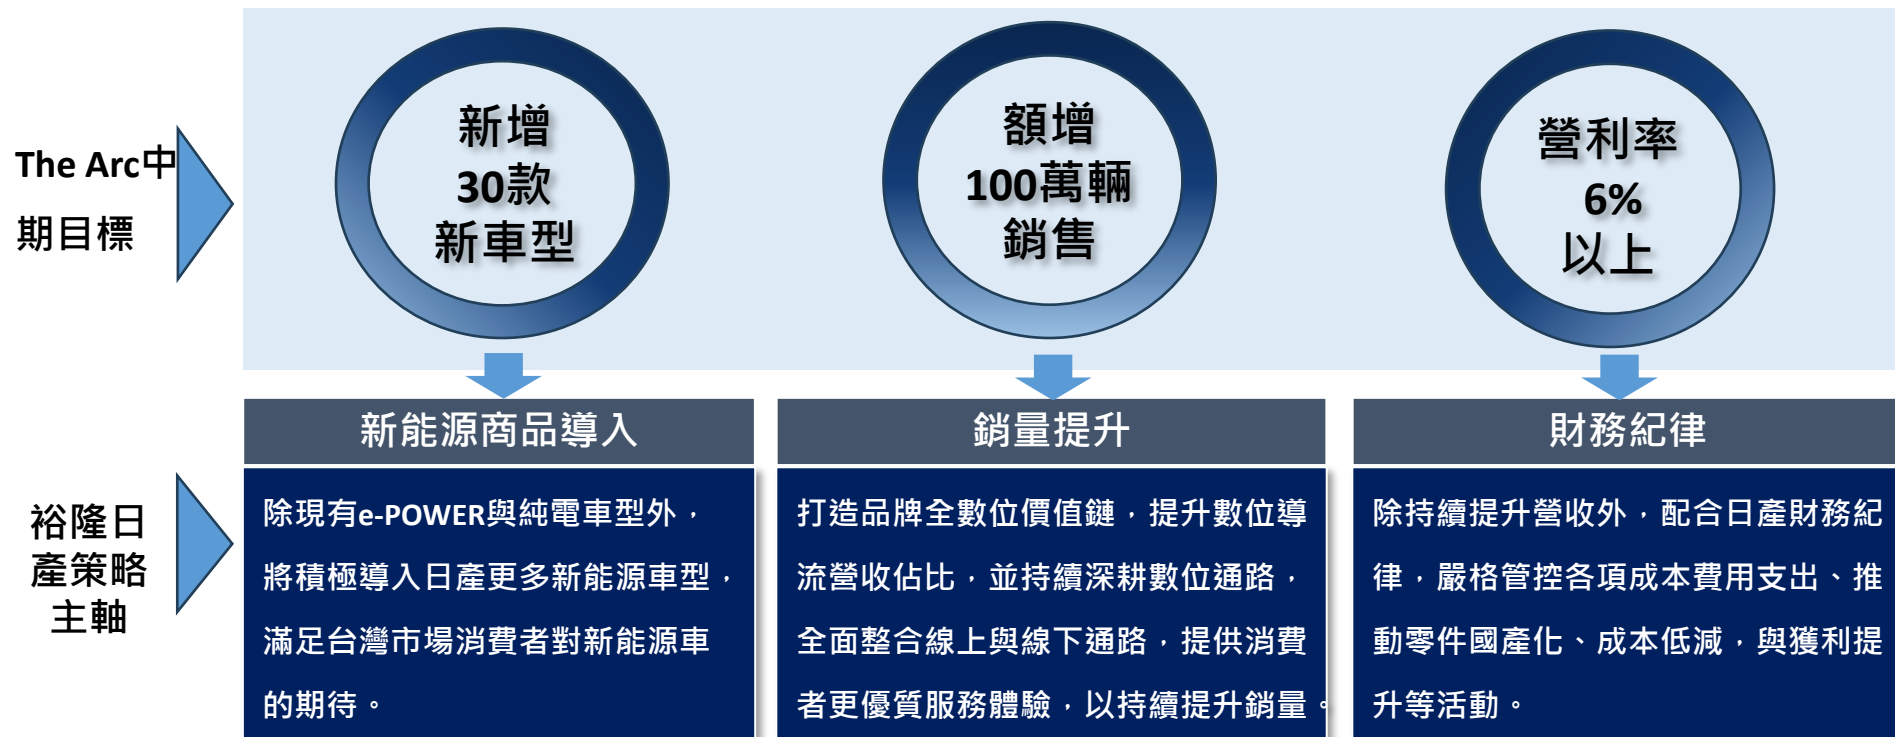 The Arc中
期目標
新增
30款
新車型
額增
100萬輛
銷售
營利率
6%
以上
裕隆日
產策略
主軸
新能源商品導入
除現有e-POWER與純電車型外，
將積極導入日產更多新能源車型，
滿足台灣市場消費者對新能源車
的期待。
銷量提升
打造品牌全數位價值鏈，提升數位導
流營收佔比，並持續深耕數位通路，
全面整合線上與線下通路，提供消費
者更優質服務體驗，以持續提升銷量。
財務紀律
除持續提升營收外，配合日產財務紀
律，嚴格管控各項成本費用支出、推
動零件國產化、成本低減，與獲利提
升等活動。